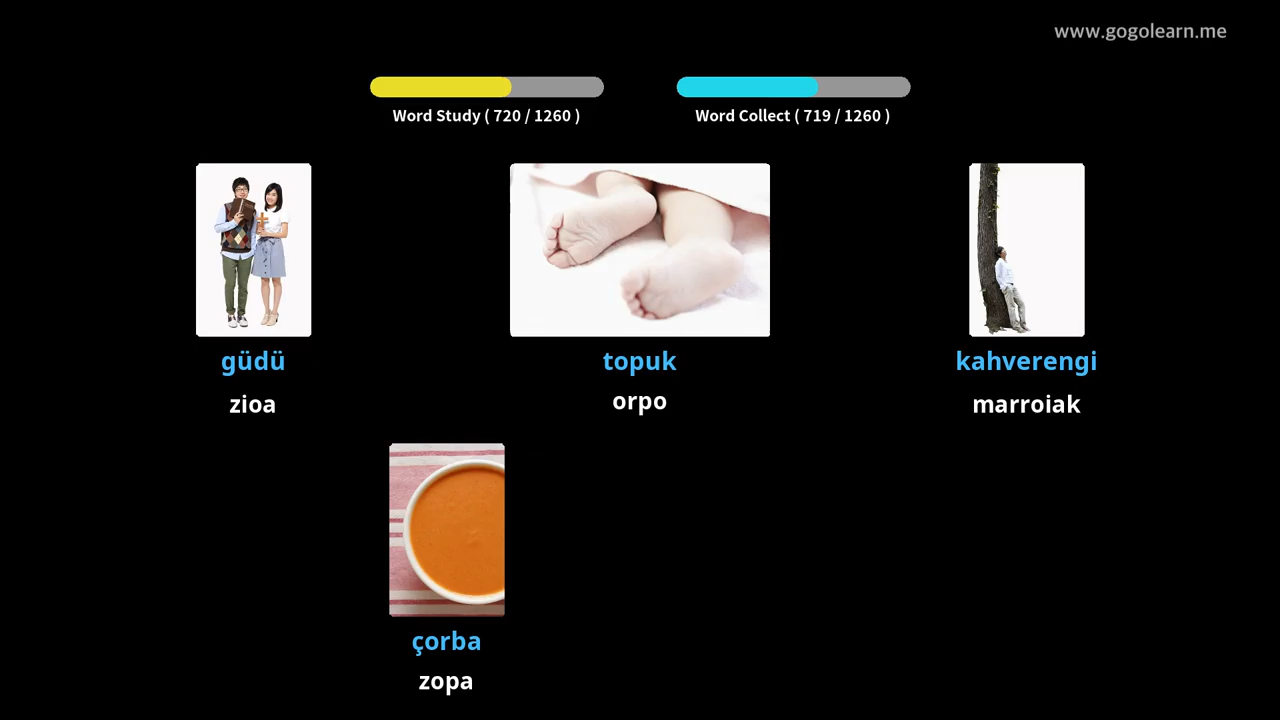 www.gogolearn.me
Word Study ( 720 / 1260 )
Word Collect ( 719 / 1260 )
güdü
topuk
kahverengi
zioa
orpo
marroiak
çorba
zopa